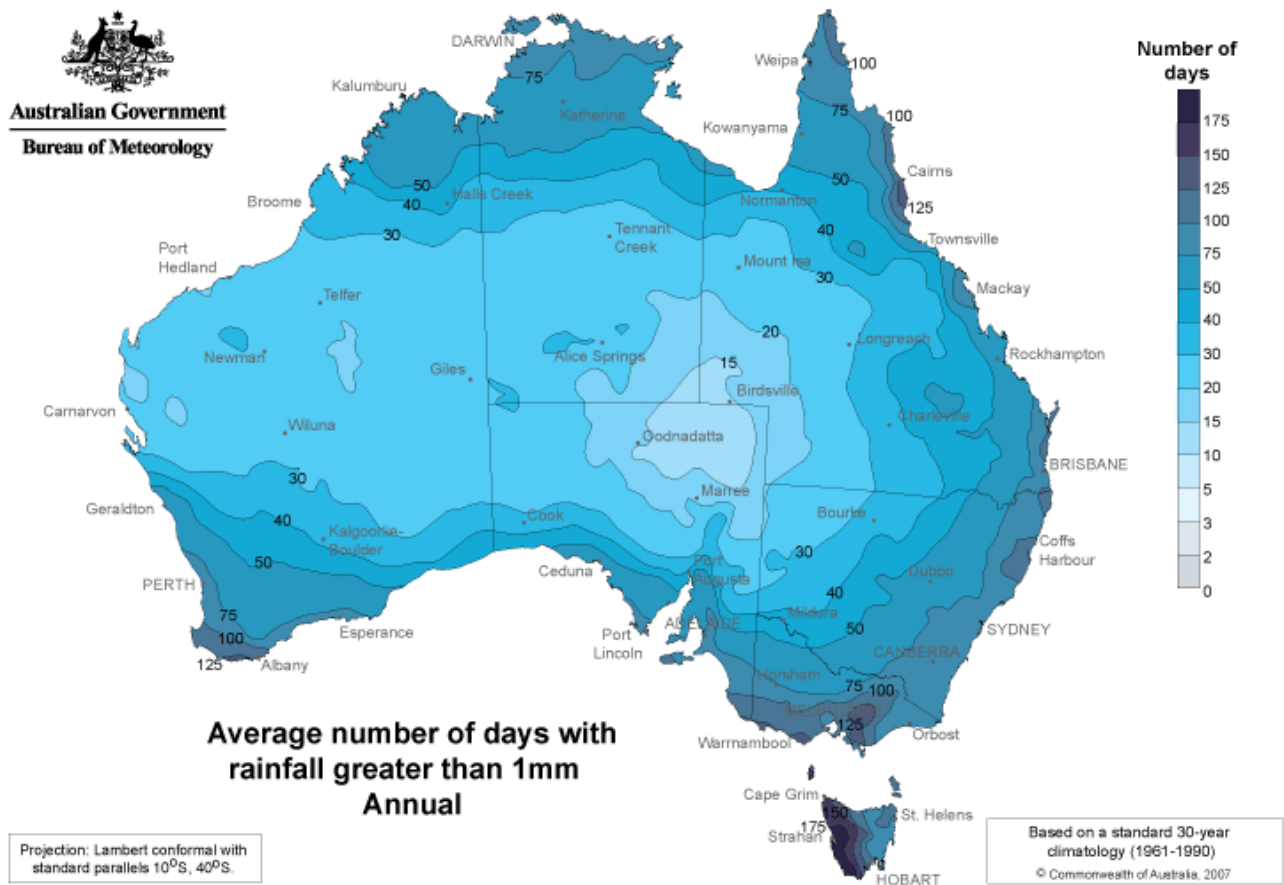 Australian Government
Bureau of Meteorology
DARWIN
Kalumburu
75
Katherine
Weipa
100
75
100
Kowanyama
Cairns
50
125
Normanton
50
40
Halls Creek
Broome
30
40
Townsville
Tennant
Creek
Port
Hedland
Mount Isa
30
Mackay
Telfer
20
Longreach
Newman
Alice Springs
Rockhampton
15
Giles
Birdsville
Carnarvon
Charleville
Wiluna
Oodnadatta
BRISBANE
30
Marree
Geraldton
40
Cook
Bourke
Kalgoorlie-
Boulder
Coffs
Harbour
50
Port
Augusta
30
Ceduna
Dubbo
PERTH
40
75
Mildura
100
Esperance
ADELAIDE
50
SYDNEY
Port
Lincoln
125
Albany
CANBERRA
Horsham
75
100
MELBOURNE
125
Warrnambool
Orbost
Cape Grim
150
St. Helens
175
Strahan
HOBART
Number of
days
175
150
125
100
75
50
40
30
20
15
10
5
3
2
0
Average number of days with
rainfall greater than 1mm
Annual
Projection: Lambert conformal with
standard parallels 10ºS, 40ºS.
Based on a standard 30-year
climatology (1961-1990)
© Commonwealth of Australia, 2007